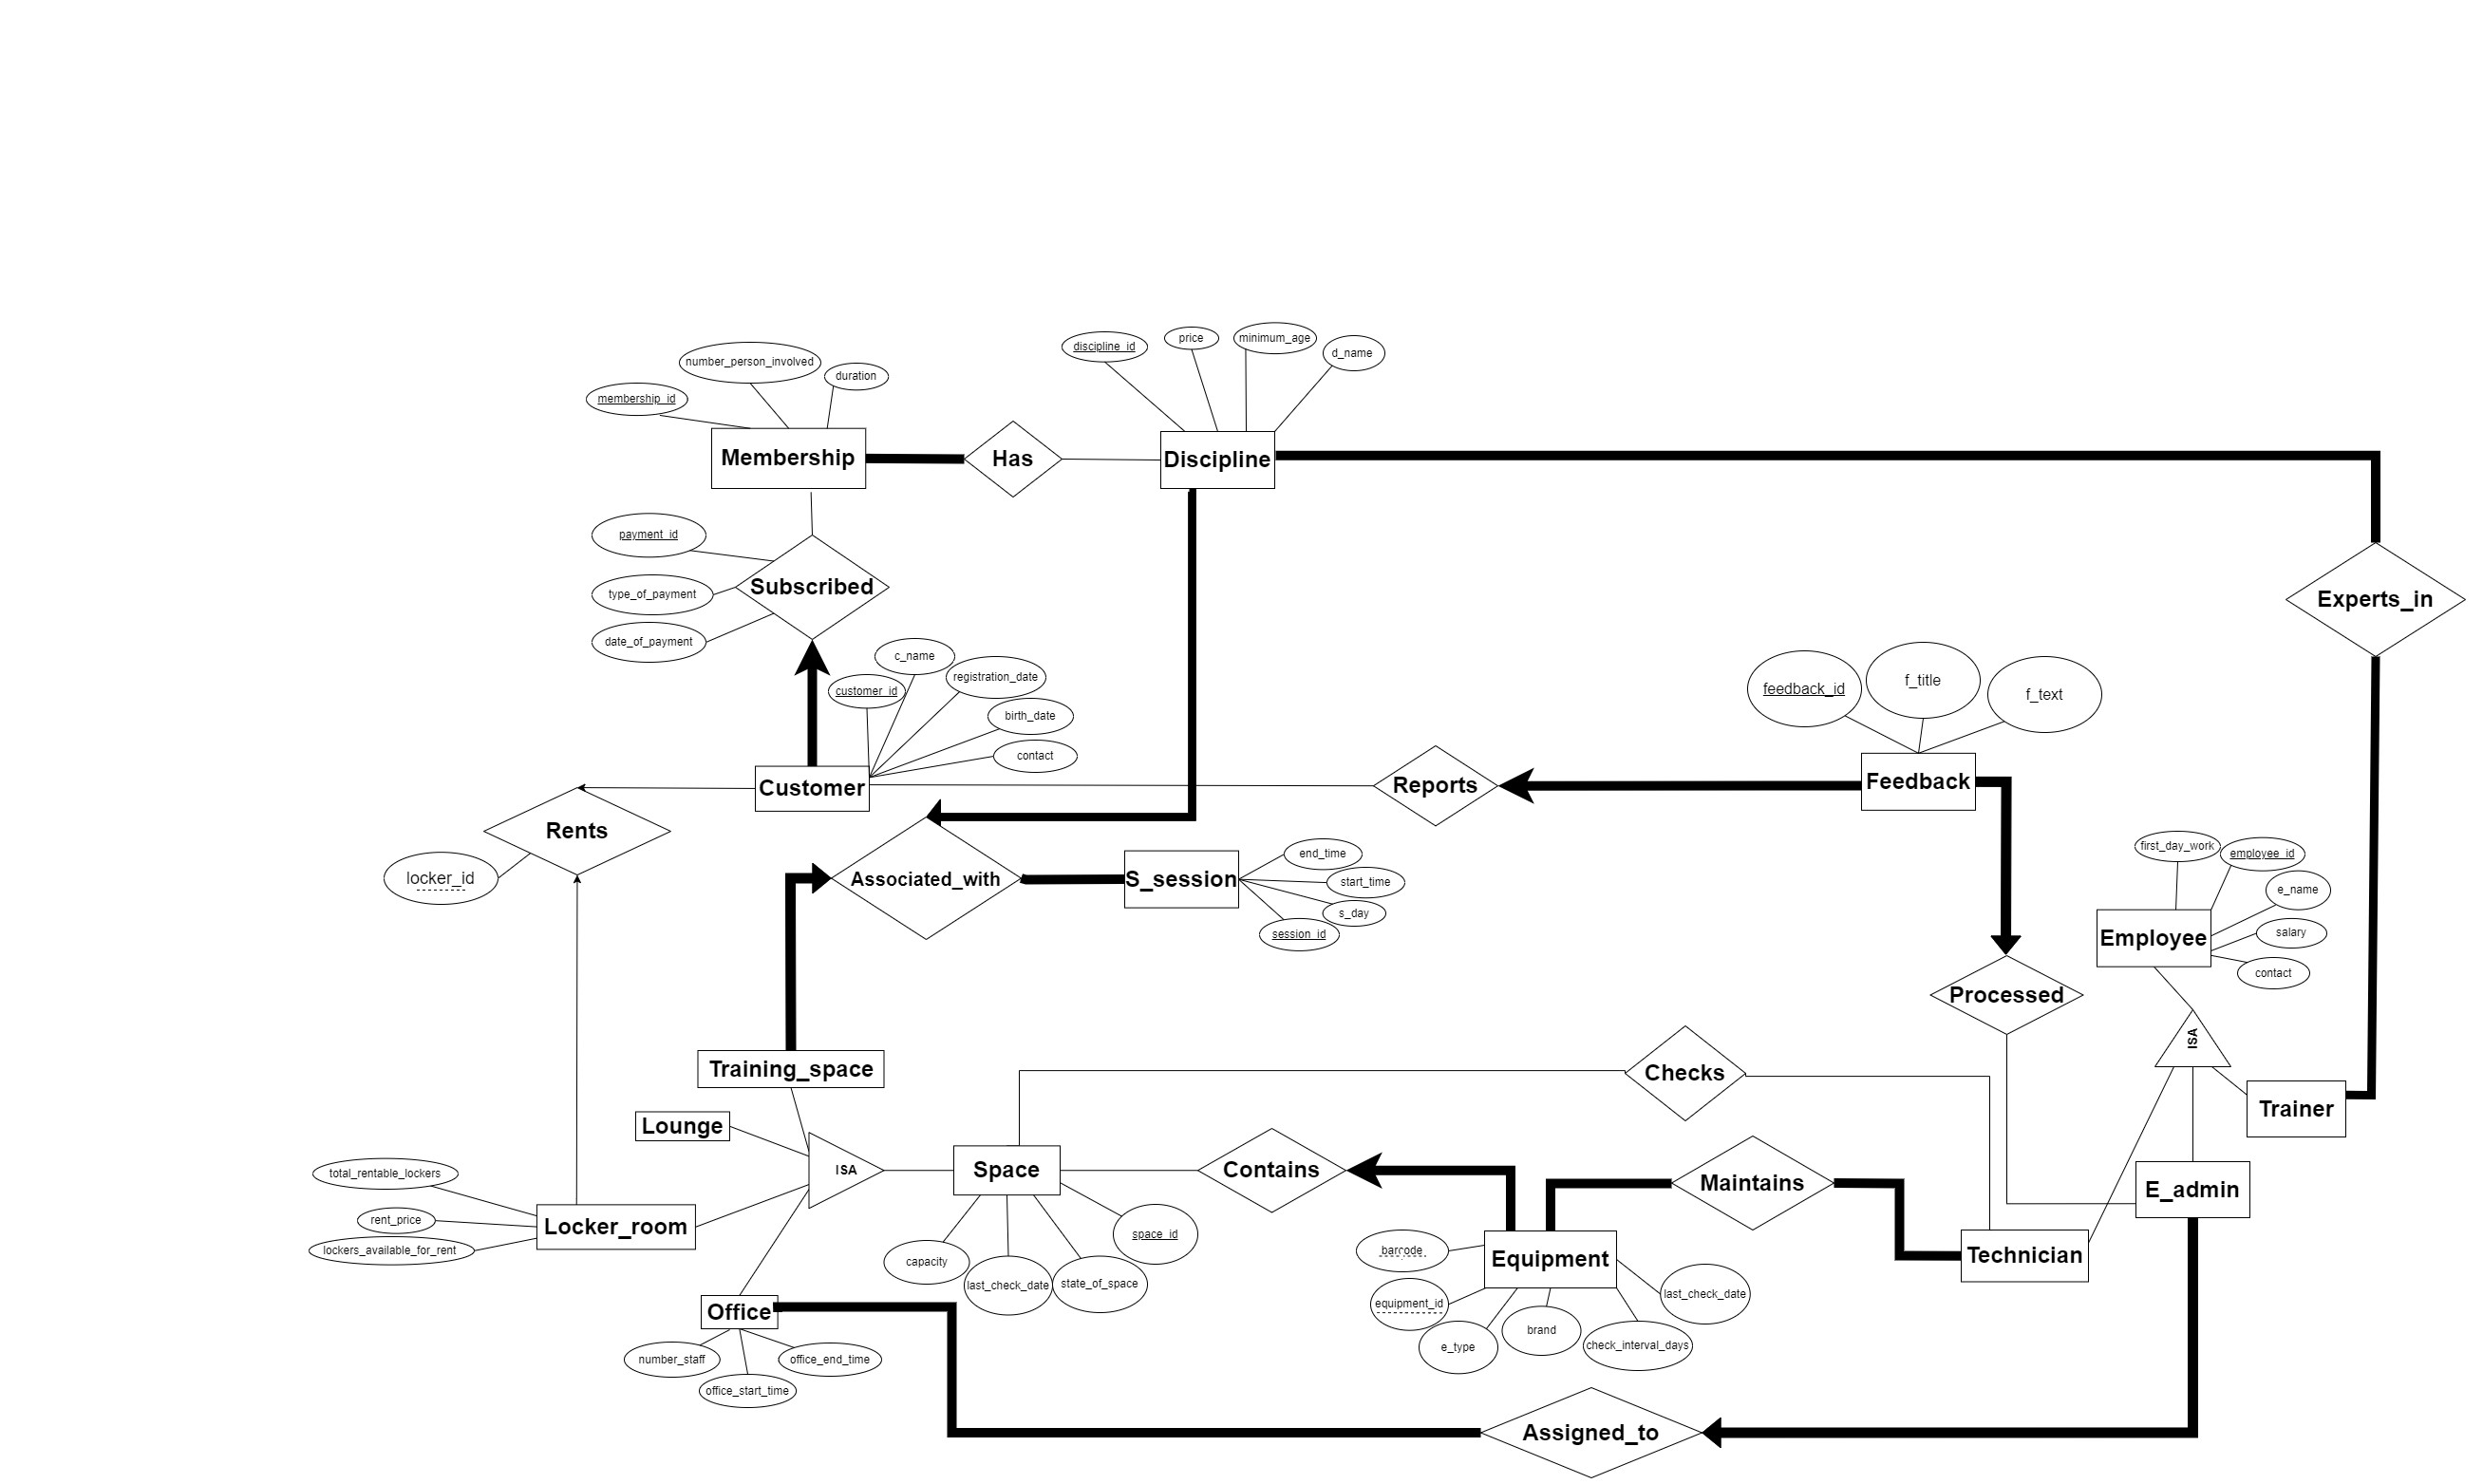 discipline_id
price
minimum_age
d_name
number_person_involved
duration
membership_id
Membership
Has
Discipline
payment_id
Subscribed
type_of_payment
date_of_payment
Experts_in
c_name
customer_id
registration_date
birth_date
contact
feedback_id
f_title
f_text
Customer
Reports
Feedback
Rents
locker_id
Associated_with
S_session
end_time
start_time
s_day
session_id
first_day_work
employee_id
e_name
salary
contact
Employee
Processed
ISA
Training_space
Checks
Trainer
Lounge
ISA
Space
Contains
Maintains
E_admin
total_rentable_lockers
rent_price
lockers_available_for_rent
Locker_room
capacity
last_check_date
state_of_space
space_id
barcode
Equipment
Technician
equipment_id
e_type
brand
check_interval_days
last_check_date
Office
number_staff
office_start_time
office_end_time
Assigned_to